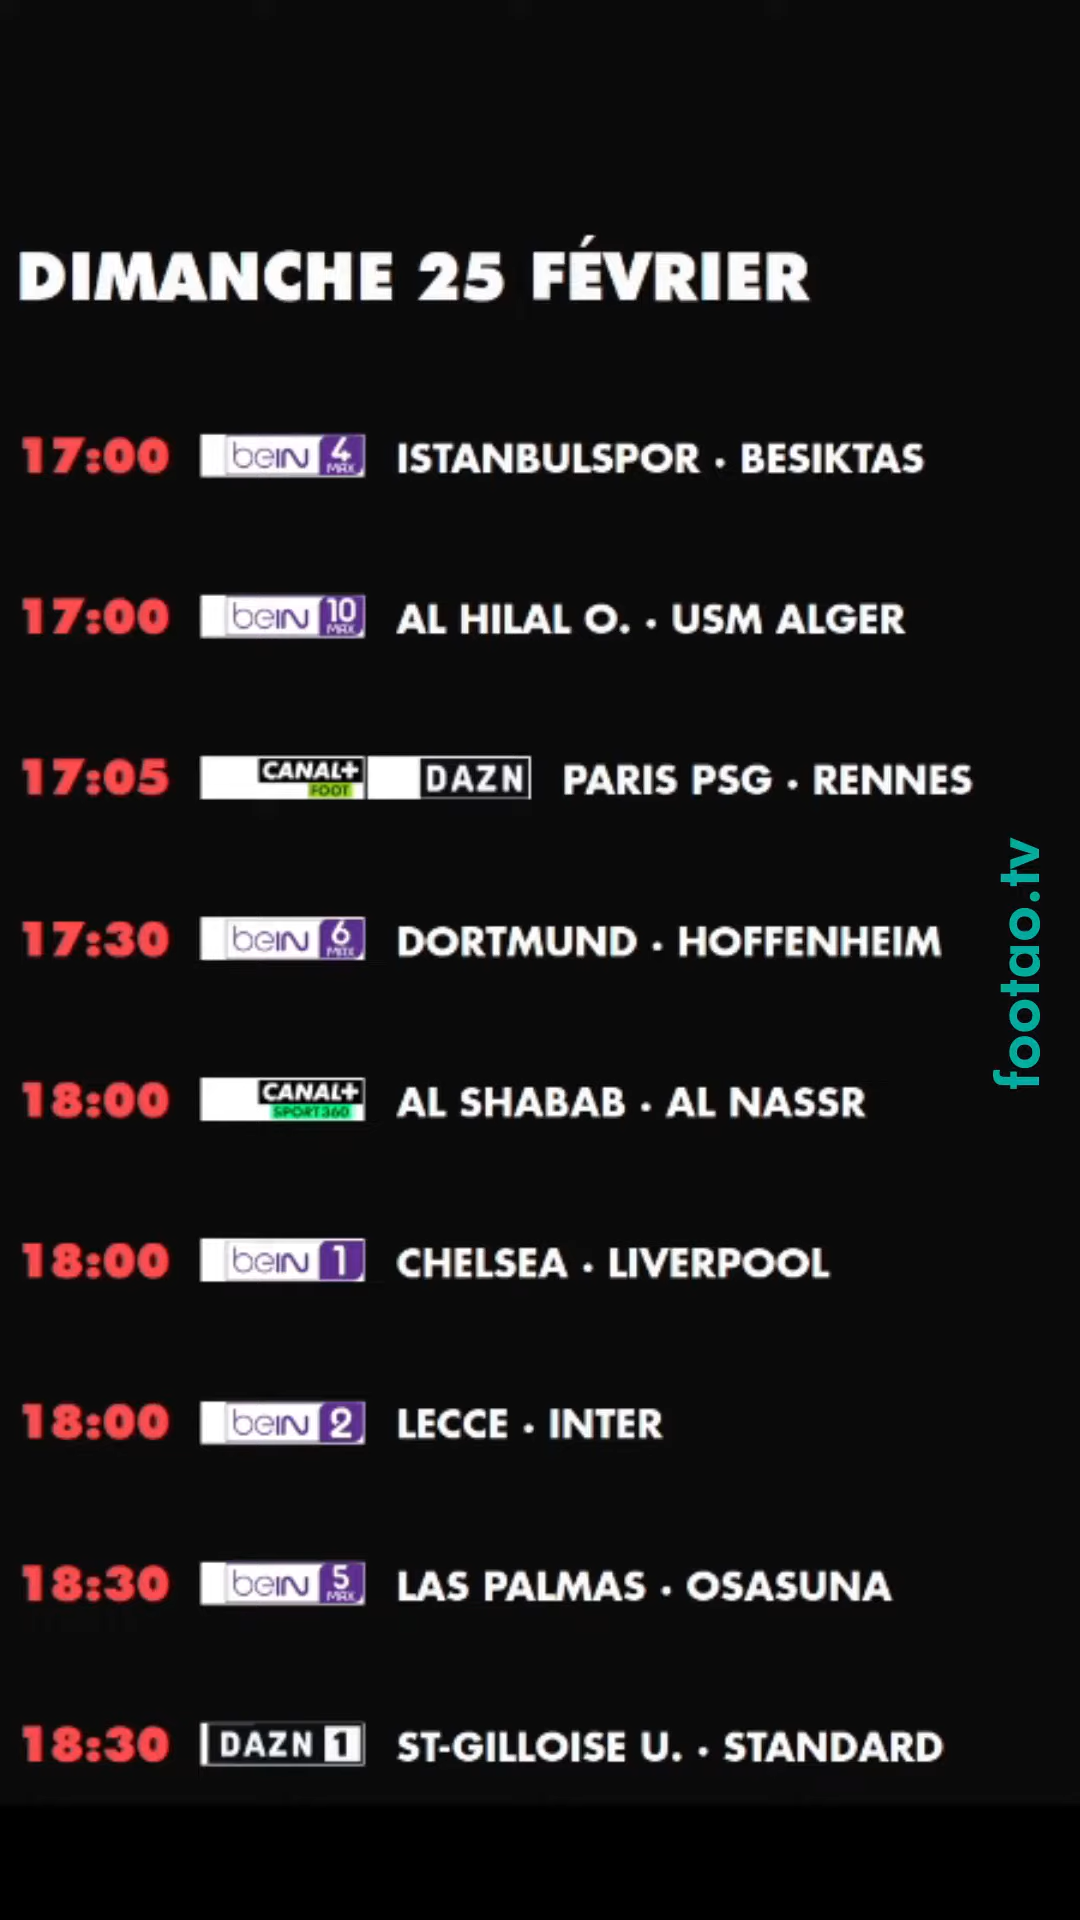 DIMANCHE 25 FÉVRIER
17:00 beIN 4 MAX ISTANBULSPOR · BESIKTAS
17:00 beIN 10 MAX AL HILAL O. · USM ALGER
17:05 CANAL+ FOOT DAZN PARIS PSG · RENNES
17:30 beIN 6 MAX DORTMUND · HOFFENHEIM
18:00 CANAL+ SPORT360 AL SHABAB · AL NASSR
18:00 beIN 1 CHELSEA · LIVERPOOL
18:00 beIN 2 LECCE · INTER
18:30 beIN 5 MAX LAS PALMAS · OSASUNA
18:30 DAZN 1 ST-GILLOISE U. · STANDARD
footao.tv